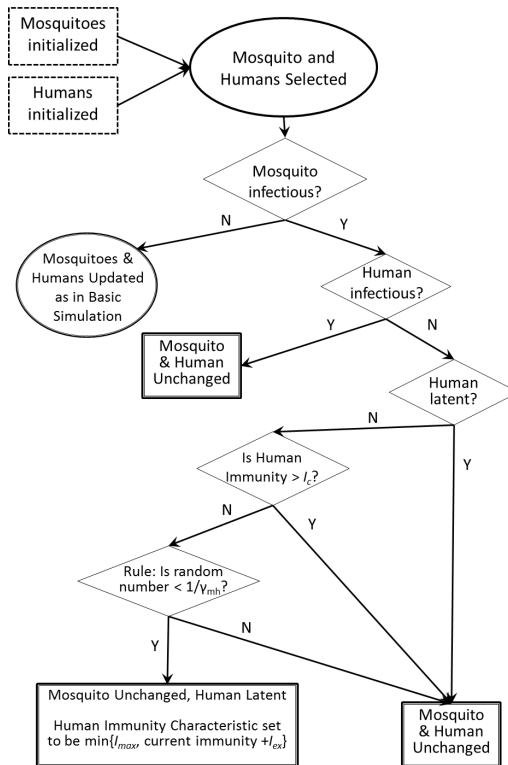 Mosquitoes
initialized
Mosquito and
Humans Selected
Humans
initialized
Mosquito
infectious?
N
Y
Mosquitoes &
Humans Updated
as in Basic
Simulation
Human
infectious?
Y
N
Mosquito
& Human
Unchanged
Human
latent?
N
Y
Is Human
Immunity > Ic?
N
Y
Rule: Is random
number < 1/γmh?
Y
N
Mosquito Unchanged, Human Latent
Human Immunity Characteristic set
to be min{Imax, current immunity +Iex}
Mosquito
& Human
Unchanged